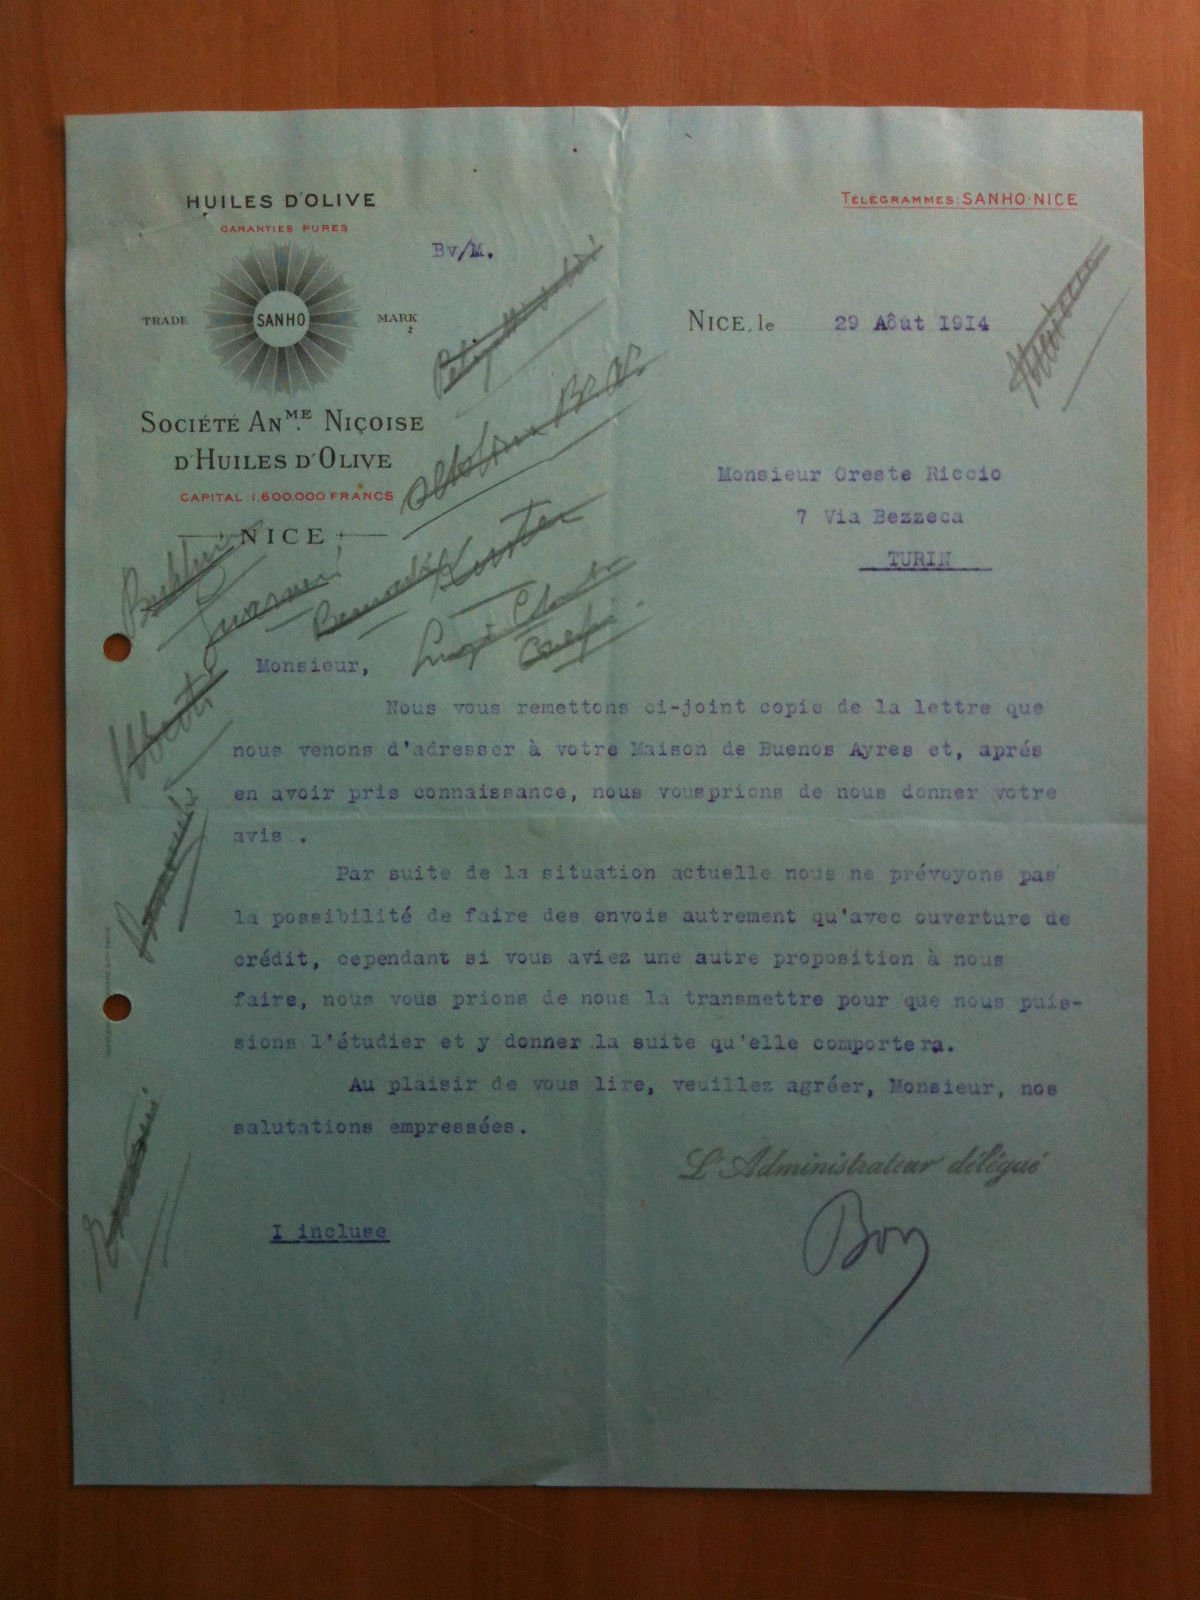 HUILES D'OLIVE
GARANTIES PURES
TRADE SANHO MARK
SOCIÉTÉ AN.ME NIÇOISE
D'HUILES D'OLIVE
CAPITAL 1.600.000 FRANCS
NICE
Bv/M.
TÉLÉGRAMMES: SANHO-NICE
NICE, le 29 Aôut 1914
Monsieur Oreste Riccio
7 Via Bezzeca
TURIN
Monsieur,
Nous vous remettons ci-joint copie de la lettre que
nous venons d'adresser à votre Maison de Buenos Ayres et, aprés
en avoir pris connaissance, nous vousprions de nous donner votre
avis .
Par suite de la situation actuelle nous ne prévoyons pas
la possibilité de faire des envois autrement qu'avec ouverture de
crédit, cependant si vous aviez une autre proposition à nous
faire, nous vous prions de nous la transmettre pour que nous puis-
sions l'étudier et y donner la suite qu'elle comportera.
Au plaisir de vous lire, veuillez agréer, Monsieur, nos
salutations empressées.
L'Administrateur délégué
I incluse